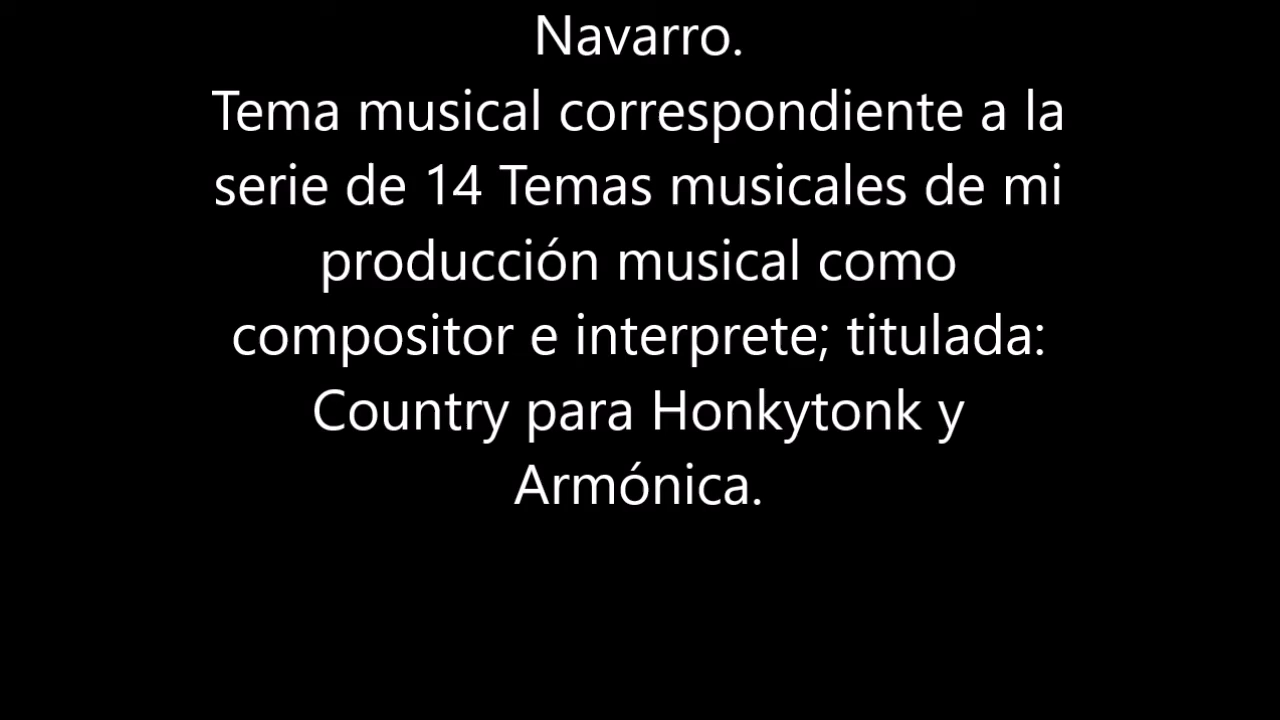 Navarro.
Tema musical correspondiente a la
serie de 14 Temas musicales de mi
producción musical como
compositor e interprete; titulada:
Country para Honkytonk y
Armónica.